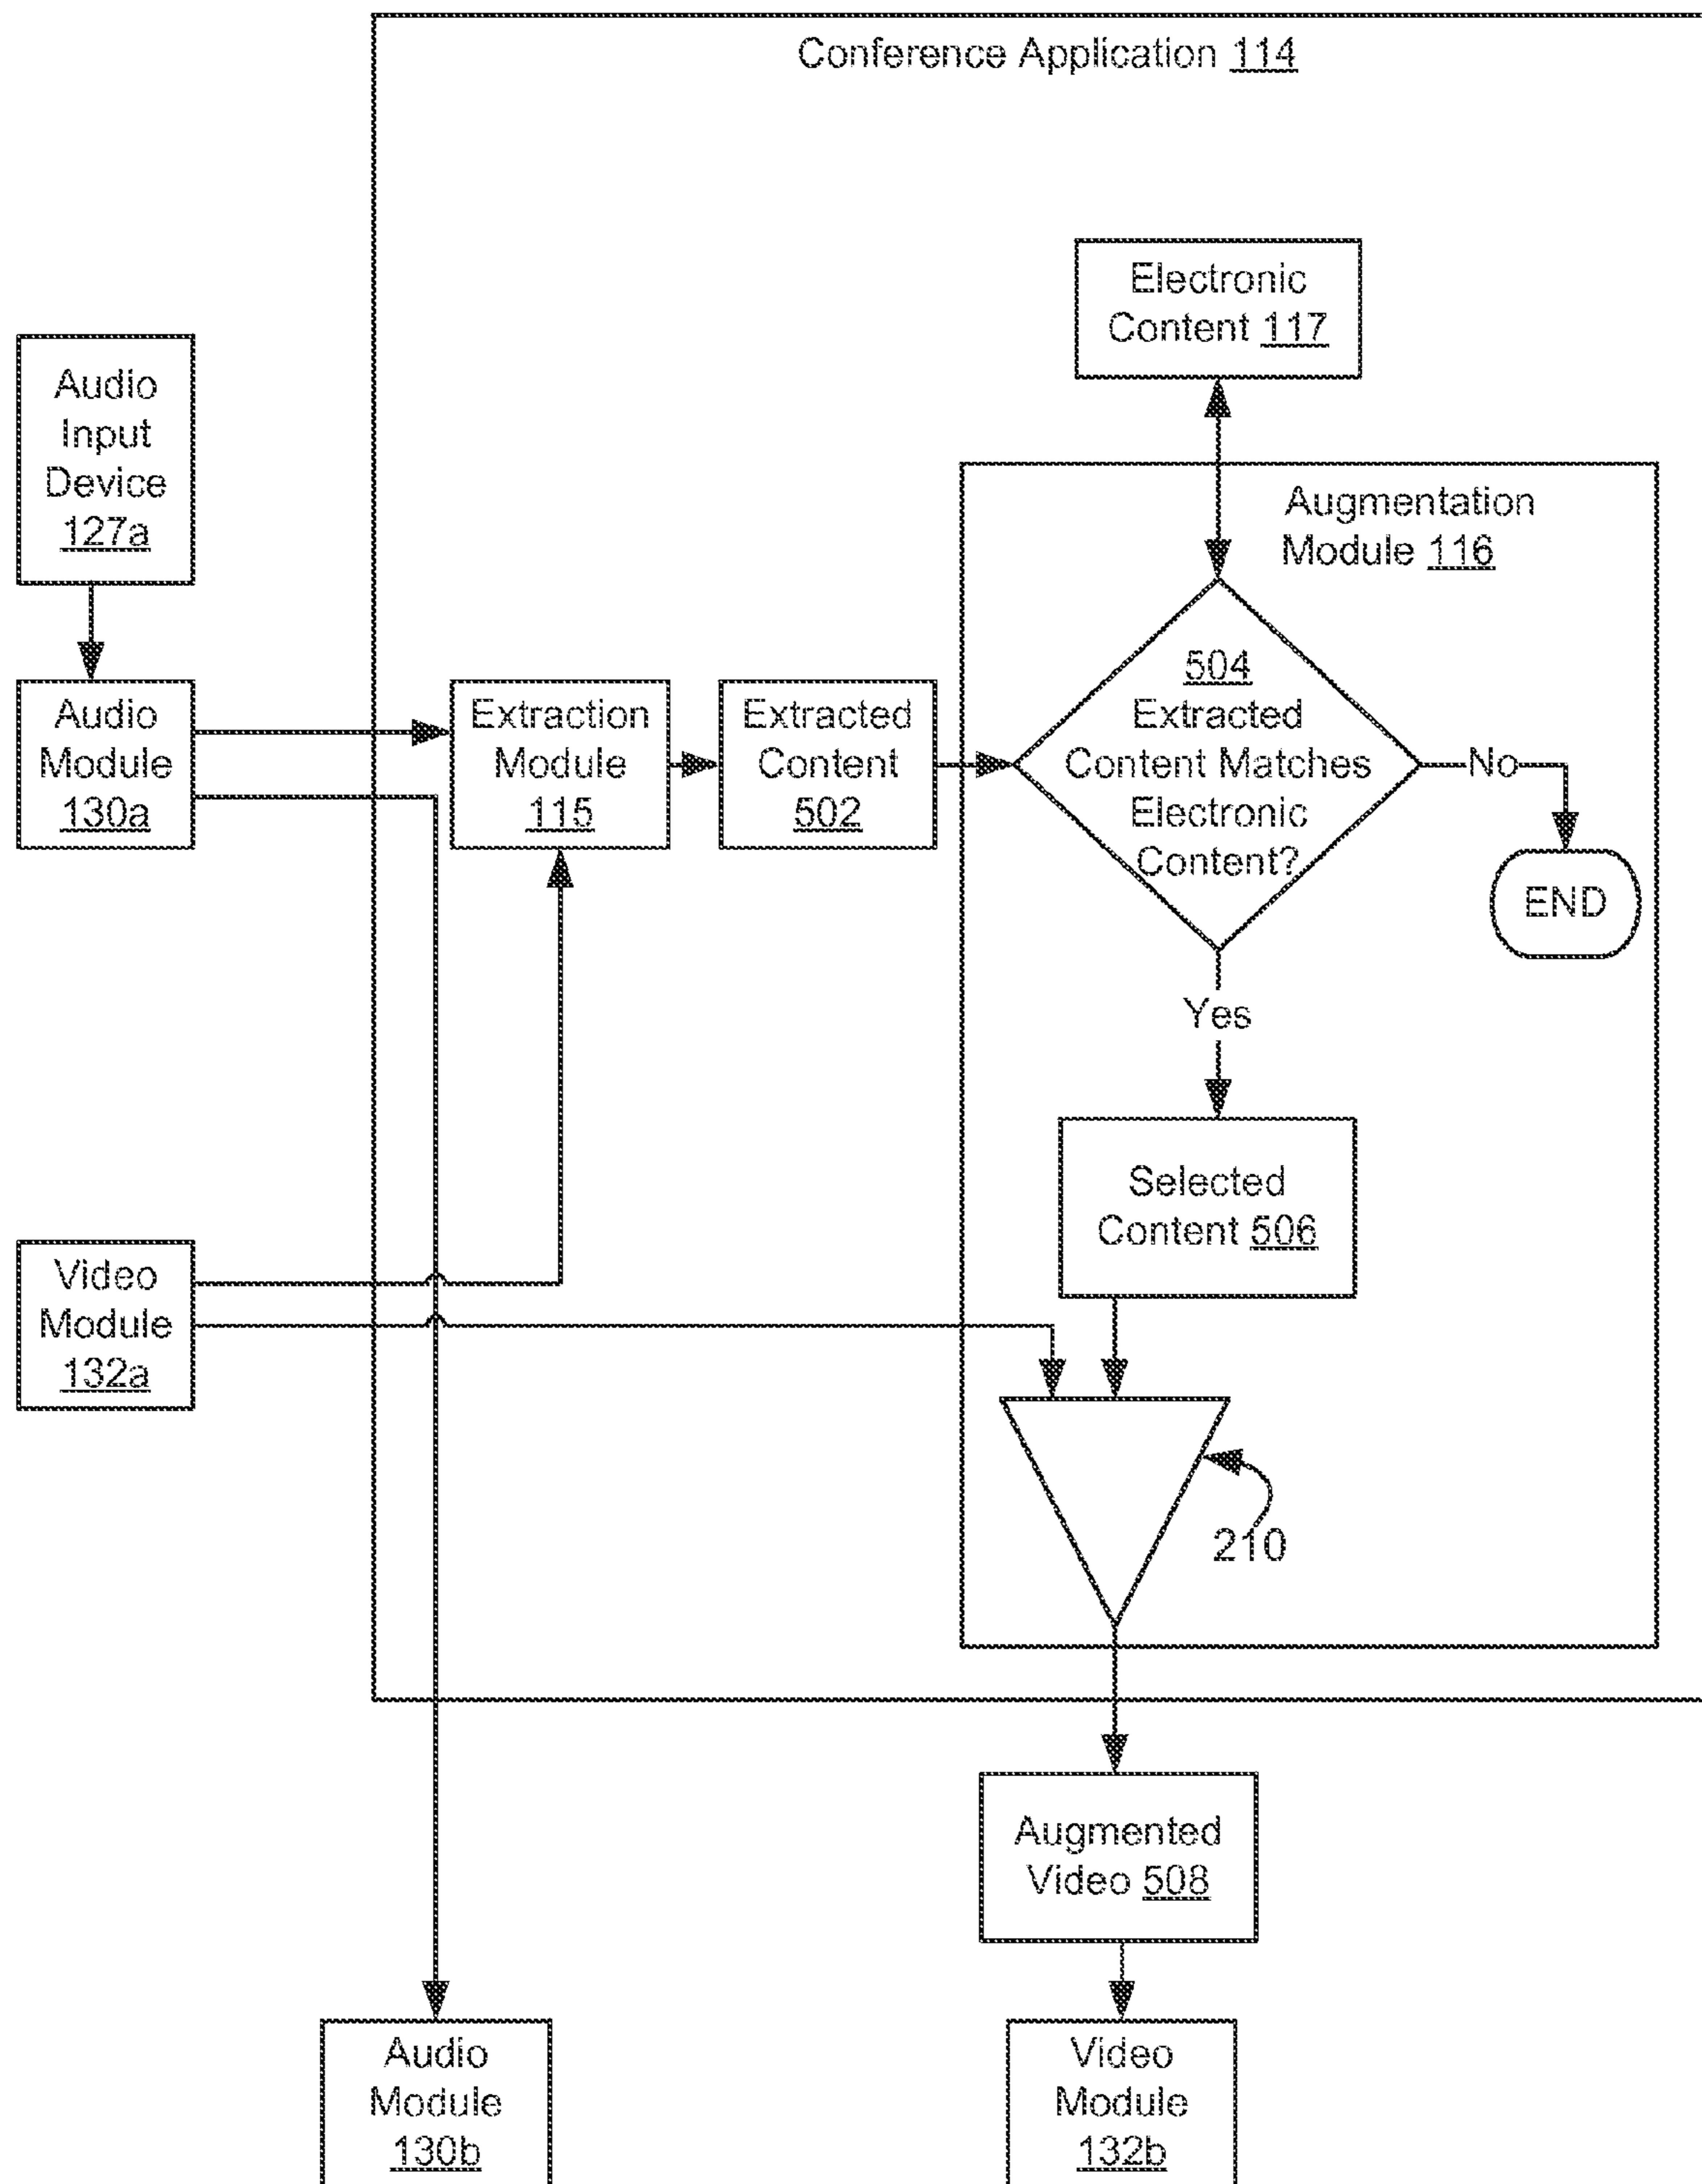 Conference Application 114
Electronic
Content 117
Audio
Input
Device
127a
Augmentation
Module 116
Audio
Module
130a
Extraction
Module
115
Extracted
Content
502
504
Extracted
Content Matches
Electronic
Content?
No
END
Yes
Selected
Content 506
Video
Module
132a
210
Augmented
Video 508
Audio
Module
130b
Video
Module
132b